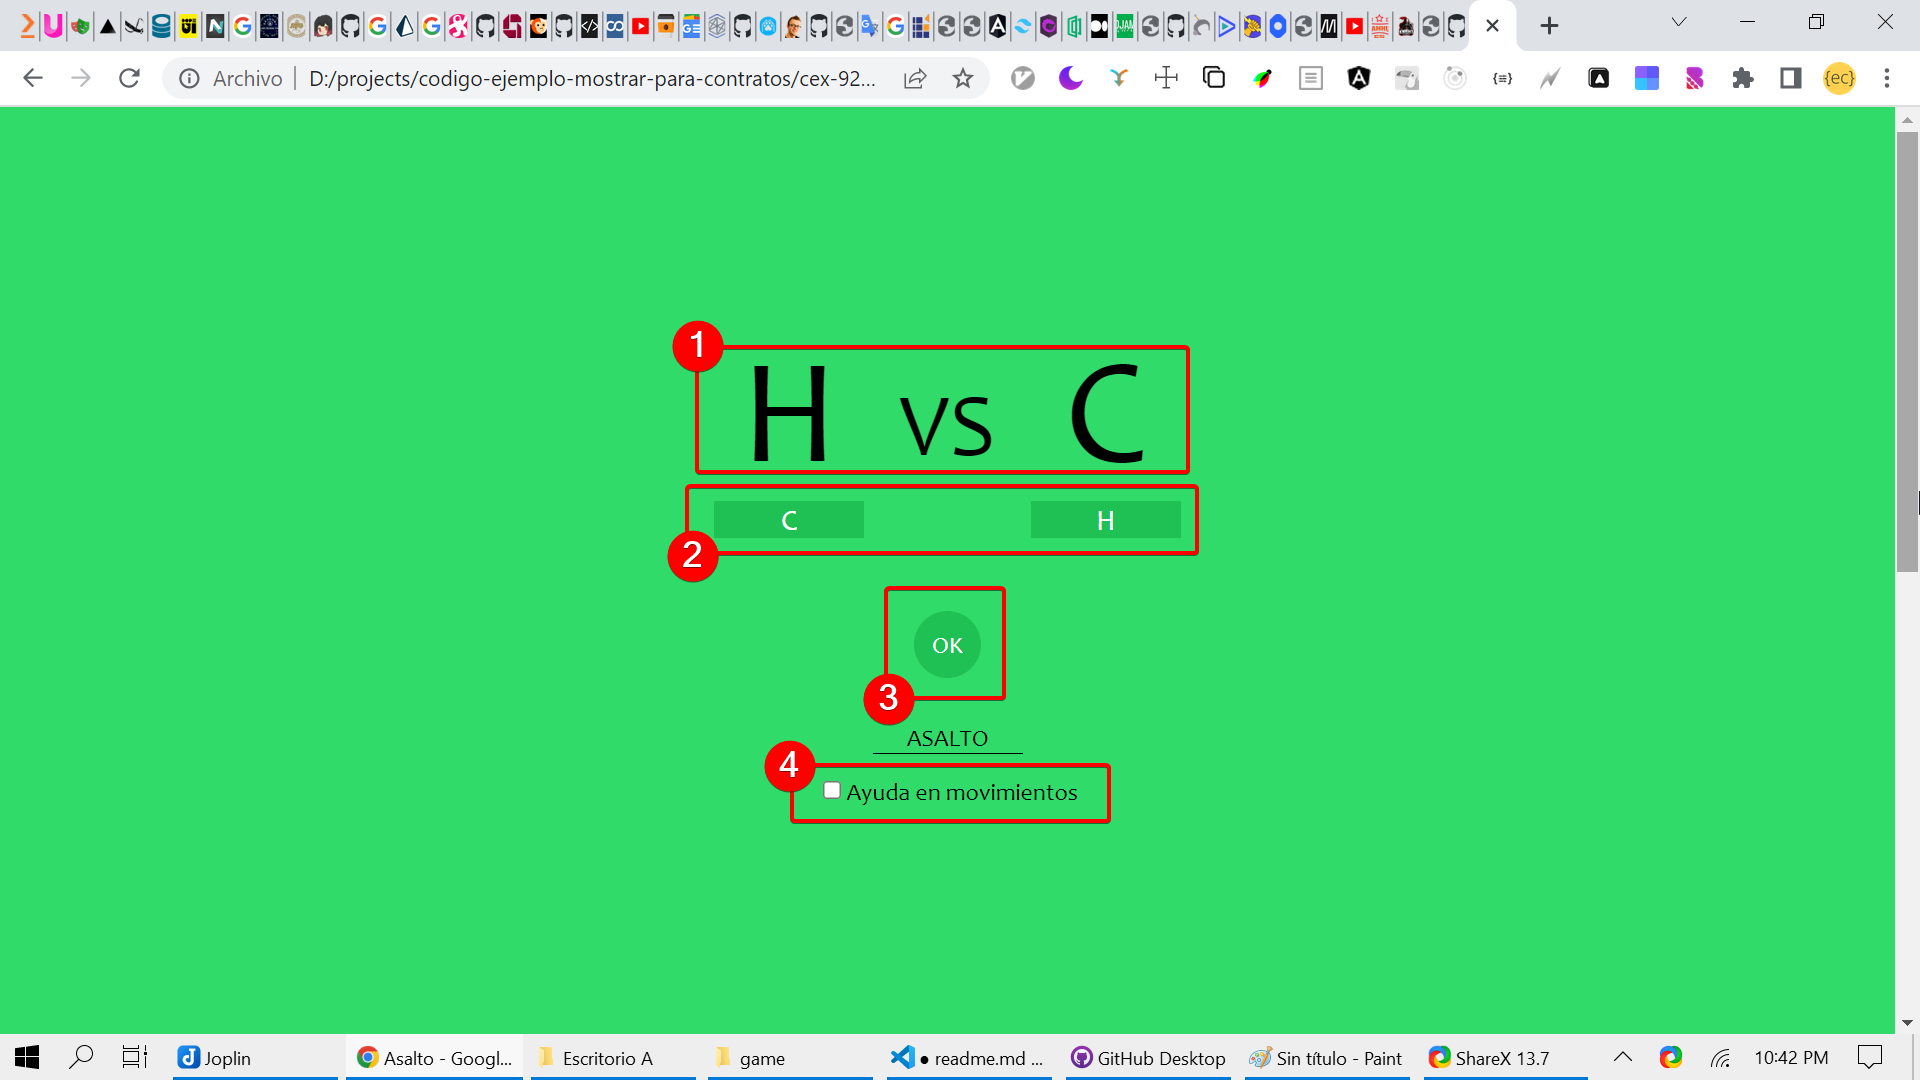 Archivo D:/projects/codigo-ejemplo-mostrar-para-contratos/cex-92... {ec}
1
H VS C
C H
2
OK
3
ASALTO
4
Ayuda en movimientos
Joplin Asalto - Googl... Escritorio A game ● readme.md ... GitHub Desktop Sin título - Paint ShareX 13.7 10:42 PM